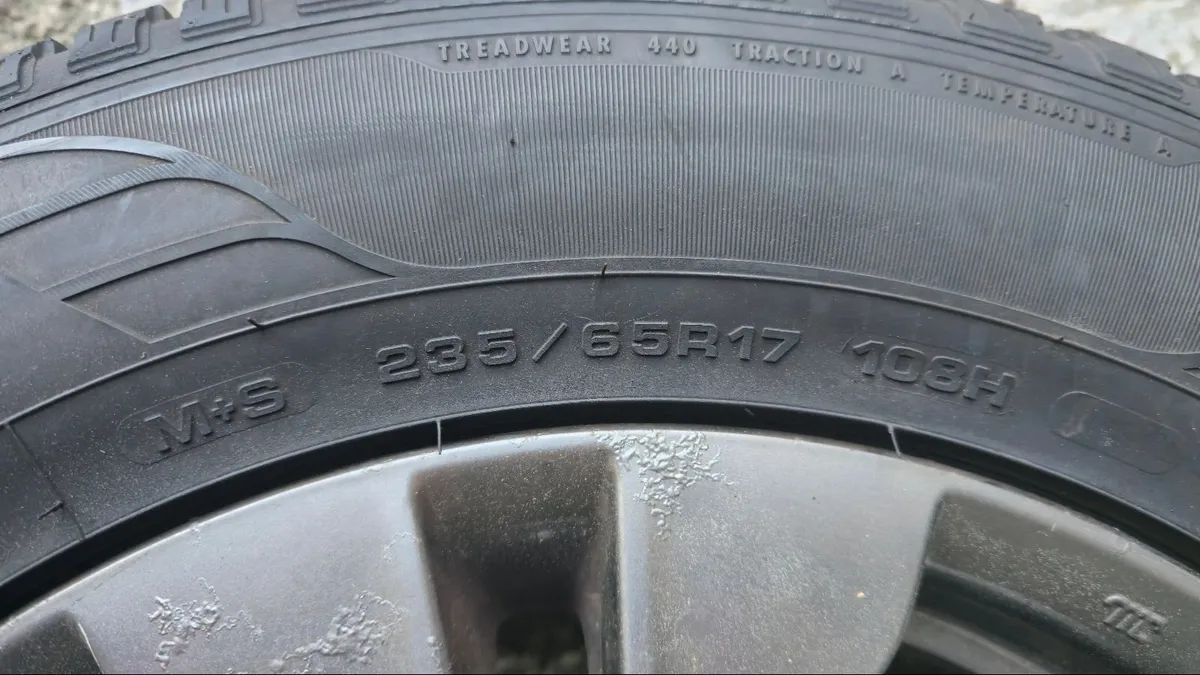 TREADWEAR 440 TRACTION A TEMPERATURE A
M+S 235/65R17 108H